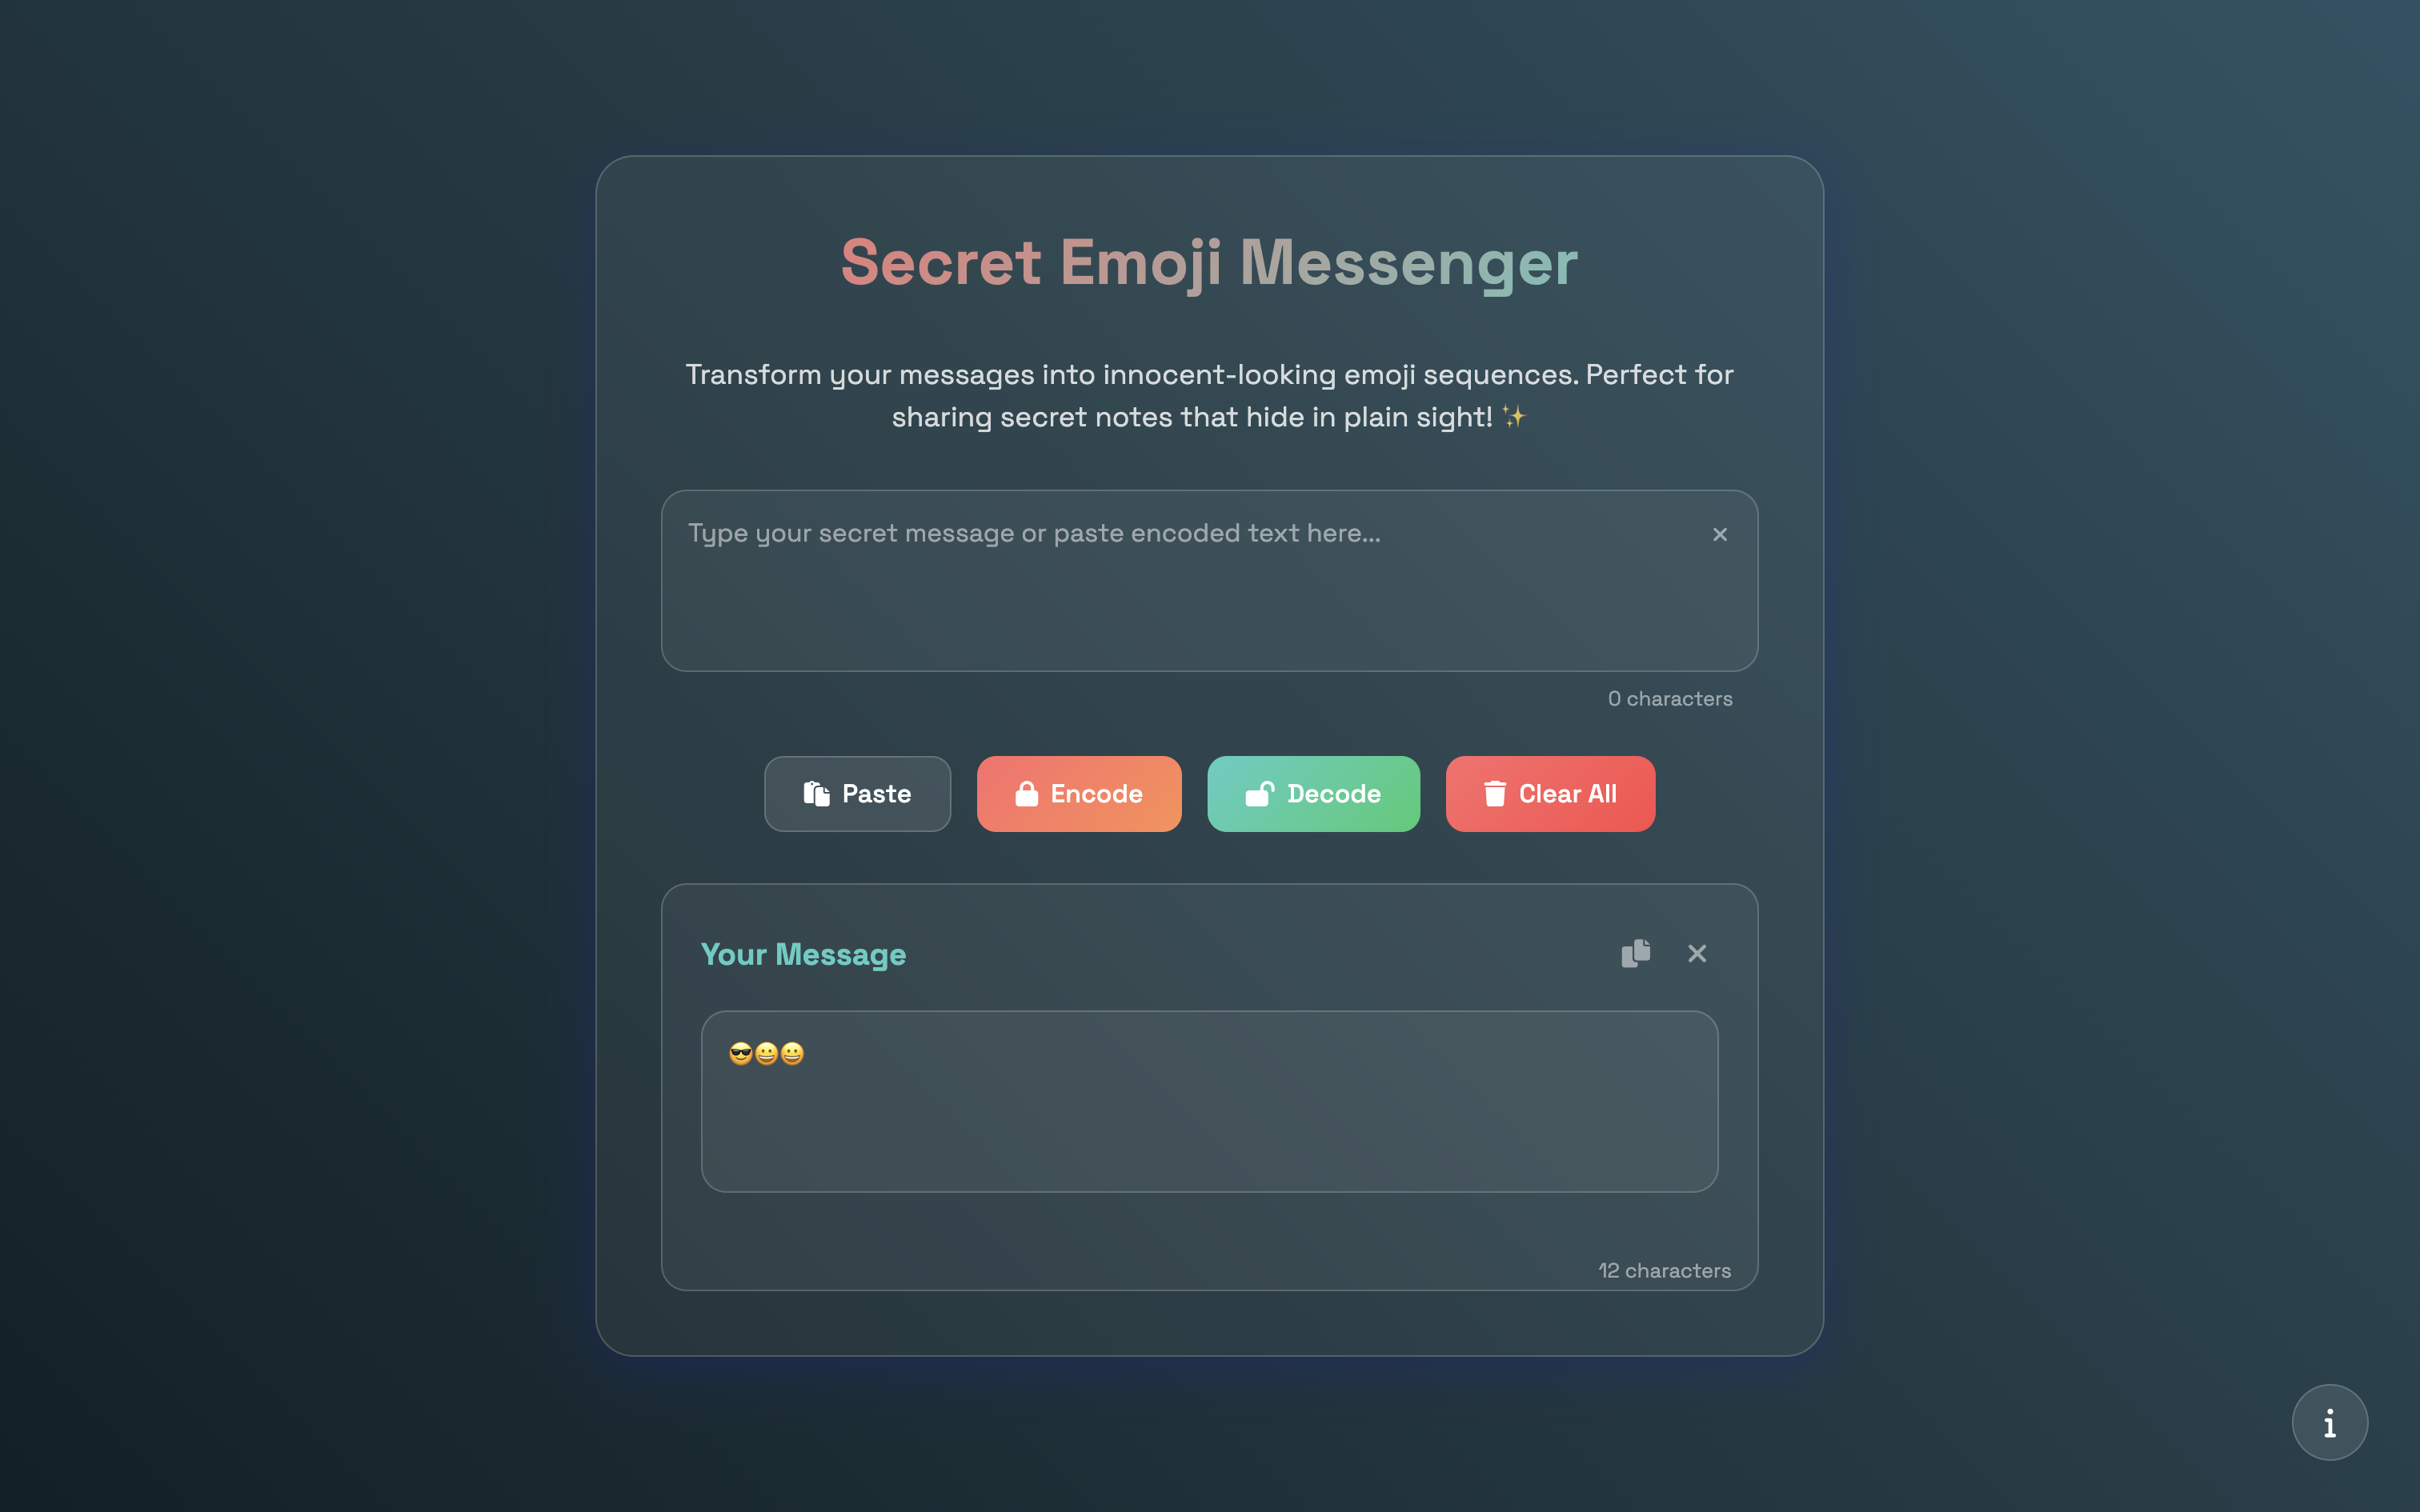 Secret Emoji Messenger
Transform your messages into innocent-looking emoji sequences. Perfect for
sharing secret notes that hide in plain sight! ✨
Type your secret message or paste encoded text here...
0 characters
Paste
Encode
Decode
Clear All
Your Message
😎😀😀
12 characters
i